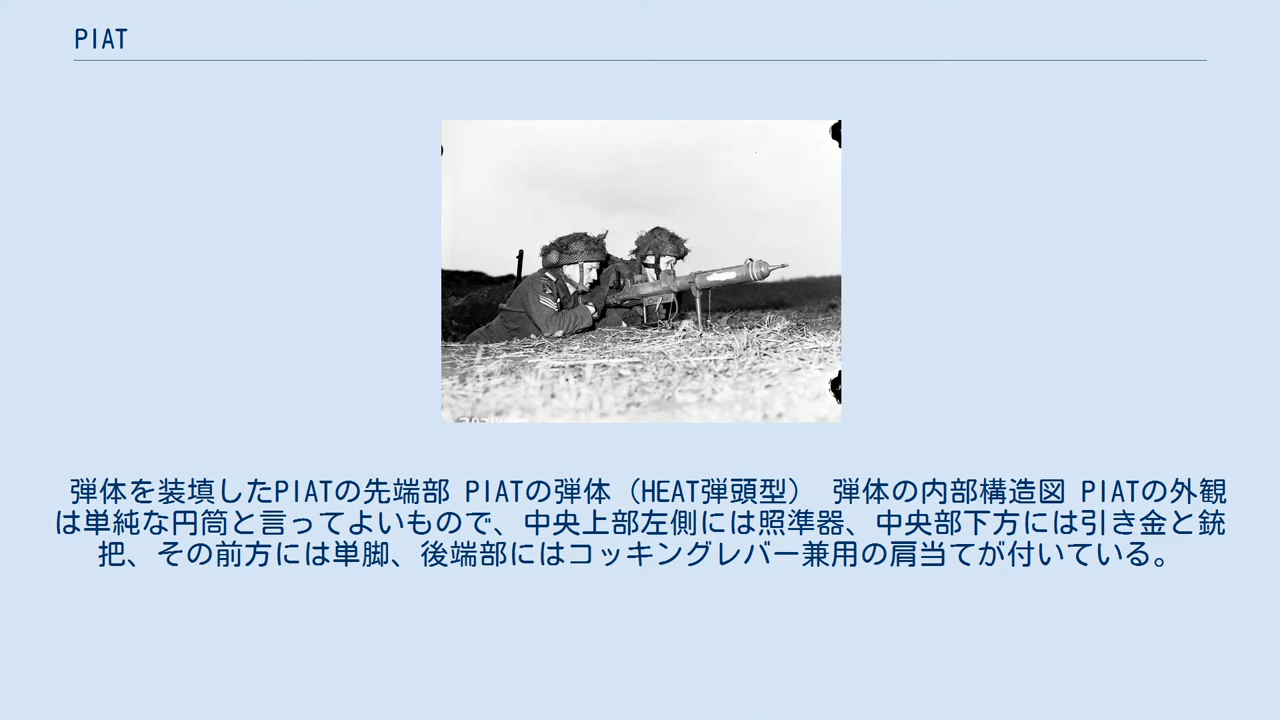 PIAT
弾体を装填したPIATの先端部 PIATの弾体（HEAT弾頭型） 弾体の内部構造図 PIATの外観
は単純な円筒と言ってよいもので、中央上部左側には照準器、中央部下方には引き金と銃
把、その前方には単脚、後端部にはコッキングレバー兼用の肩当てが付いている。